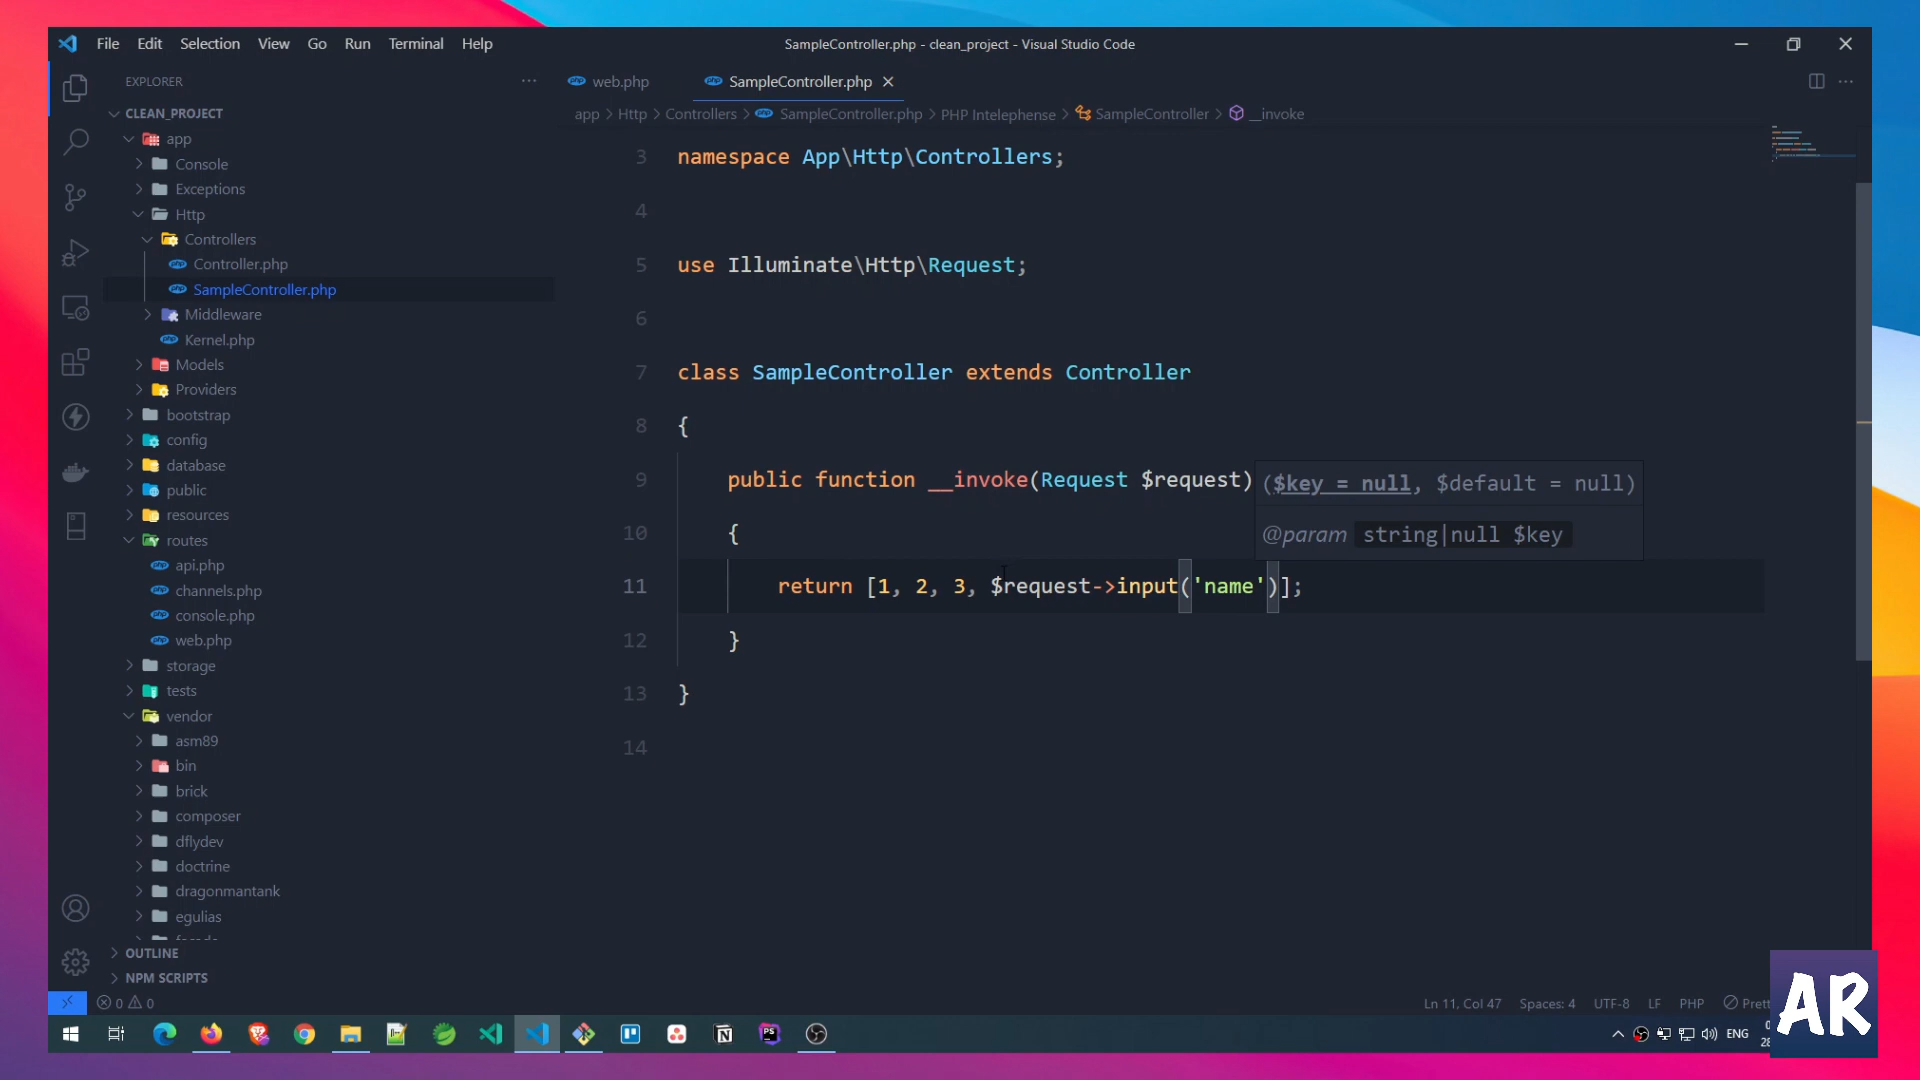 File Edit Selection View Go Run Terminal Help
SampleController.php - clean_project - Visual Studio Code
EXPLORER
CLEAN_PROJECT
app
Console
Exceptions
Http
Controllers
Controller.php
SampleController.php
Middleware
Kernel.php
Models
Providers
bootstrap
config
database
public
resources
routes
api.php
channels.php
console.php
web.php
storage
tests
vendor
asm89
bin
brick
composer
dflydev
doctrine
dragonmantank
egulias
OUTLINE
NPM SCRIPTS
web.php SampleController.php
app > Http > Controllers > SampleController.php > PHP Intelephense > SampleController > __invoke
3 namespace App\Http\Controllers;
4
5 use Illuminate\Http\Request;
6
7 class SampleController extends Controller
8 {
9 public function __invoke(Request $request)
($key = null, $default = null)
@param string|null $key
10 {
11 return [1, 2, 3, $request->input('name')];
12 }
13 }
14
0 0
Ln 11, Col 47 Spaces: 4 UTF-8 LF PHP
ENG
AR